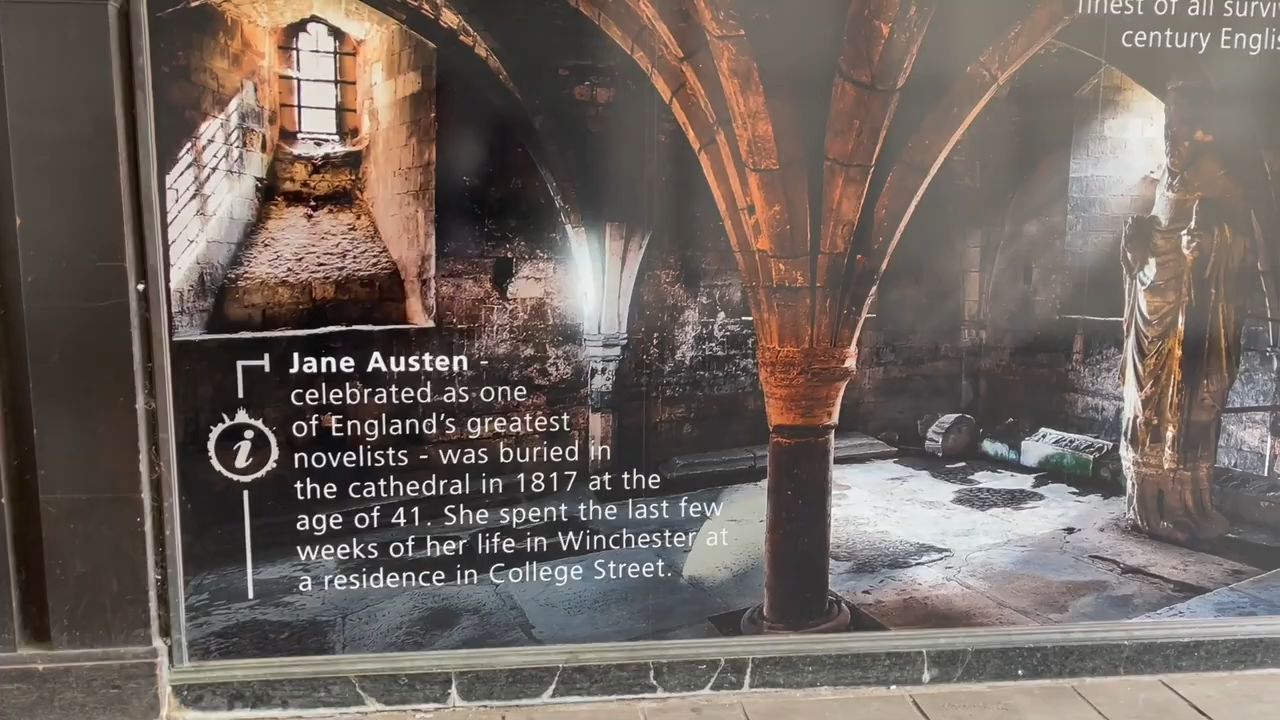 finest of all
century
Jane Austen -
celebrated as one
of England's greatest
novelists - was buried in
the cathedral in 1817 at the
age of 41. She spent the last few
weeks of her life in Winchester at
a residence in College Street.
i